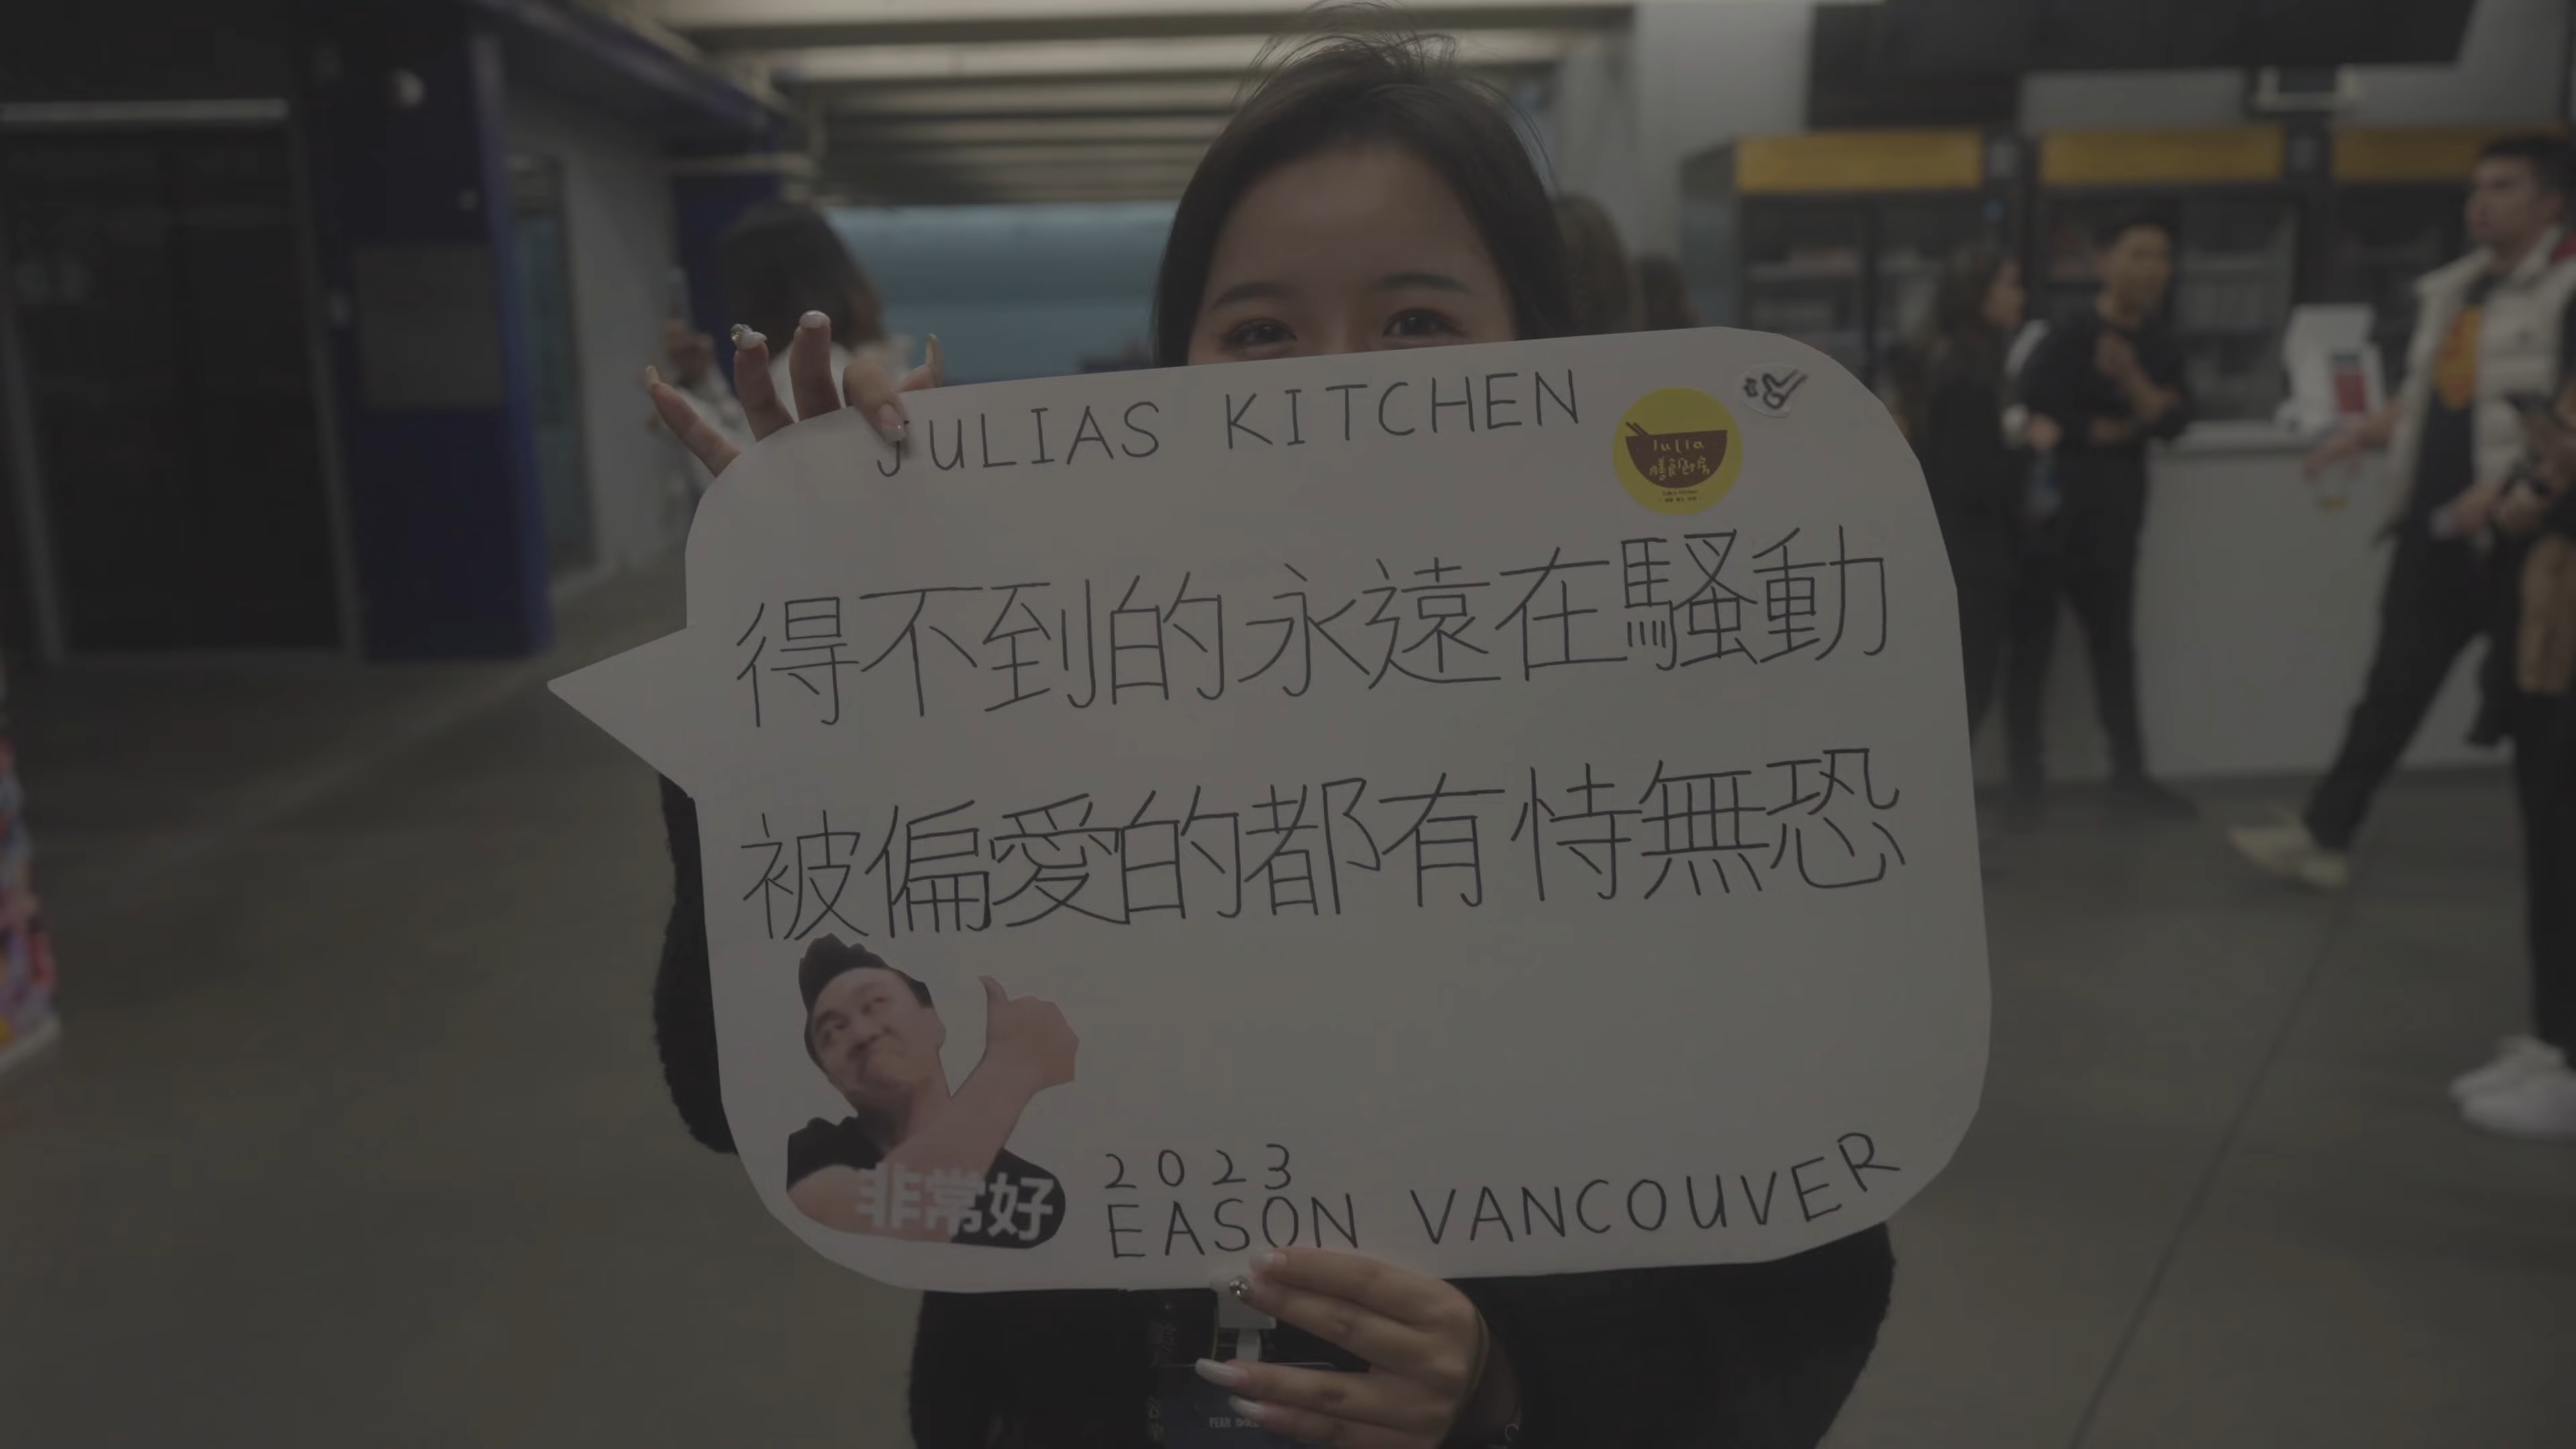 JULIAS KITCHEN
Julia
得不到的永遠在騷動
被偏愛的都有恃無恐
非常好
2023
EASON VANCOUVER